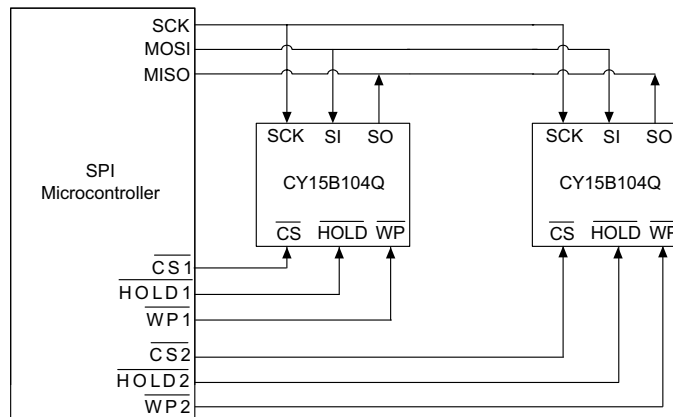 SCK
MOSI
MISO
SCK SI SO
SCK SI SO
SPI
Microcontroller
CY15B104Q
CY15B104Q
CS HOLD WP
CS HOLD WP
CS1
HOLD1
WP1
CS2
HOLD2
WP2